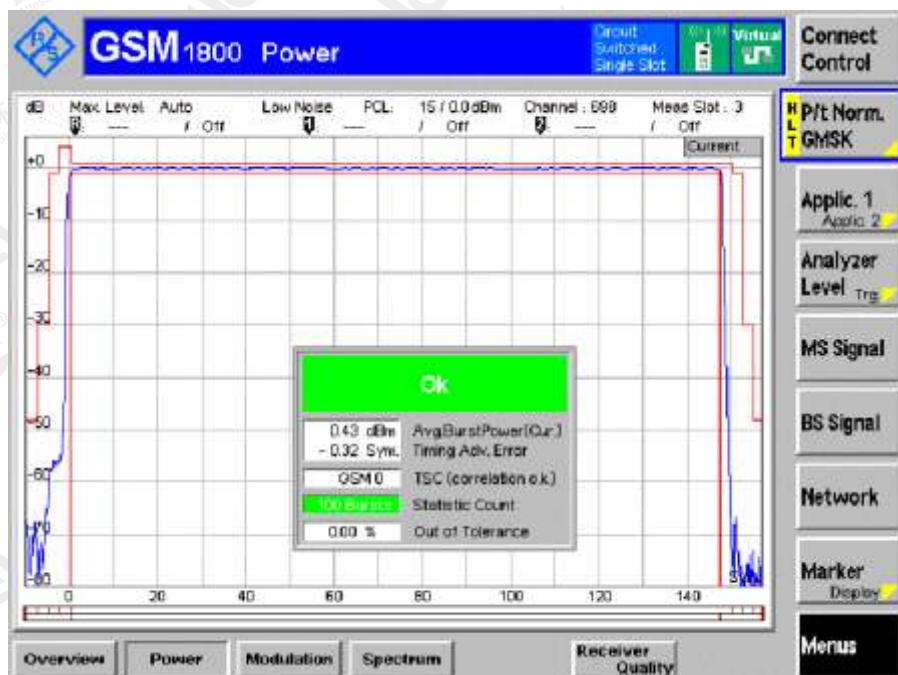 R/S
GSM 1800 Power
Circuit Switched Single Slot
Virtual
Connect Control
dB Max. Level: Auto Low Noise PCL: 15 / 0.0 dBm Channel : 698 Meas Slot : 3
--- / Off 1 --- / Off 2 --- / Off
Current
H L T P/t Norm. GMSK
Applic. 1 Applic. 2
Analyzer Level Trg.
MS Signal
BS Signal
Network
Marker Display
Menus
+0
-10
-20
-30
-40
-50
-60
-70
-80
Ok
0.43 dBm AvgBurstPower(Cur.)
- 0.32 Sym. Timing Adv. Error
GSM 0 TSC (correlation o.k.)
100 Bursts Statistic Count
0.00 % Out of Tolerance
0 20 40 60 80 100 120 140
Overview Power Modulation Spectrum Receiver Quality